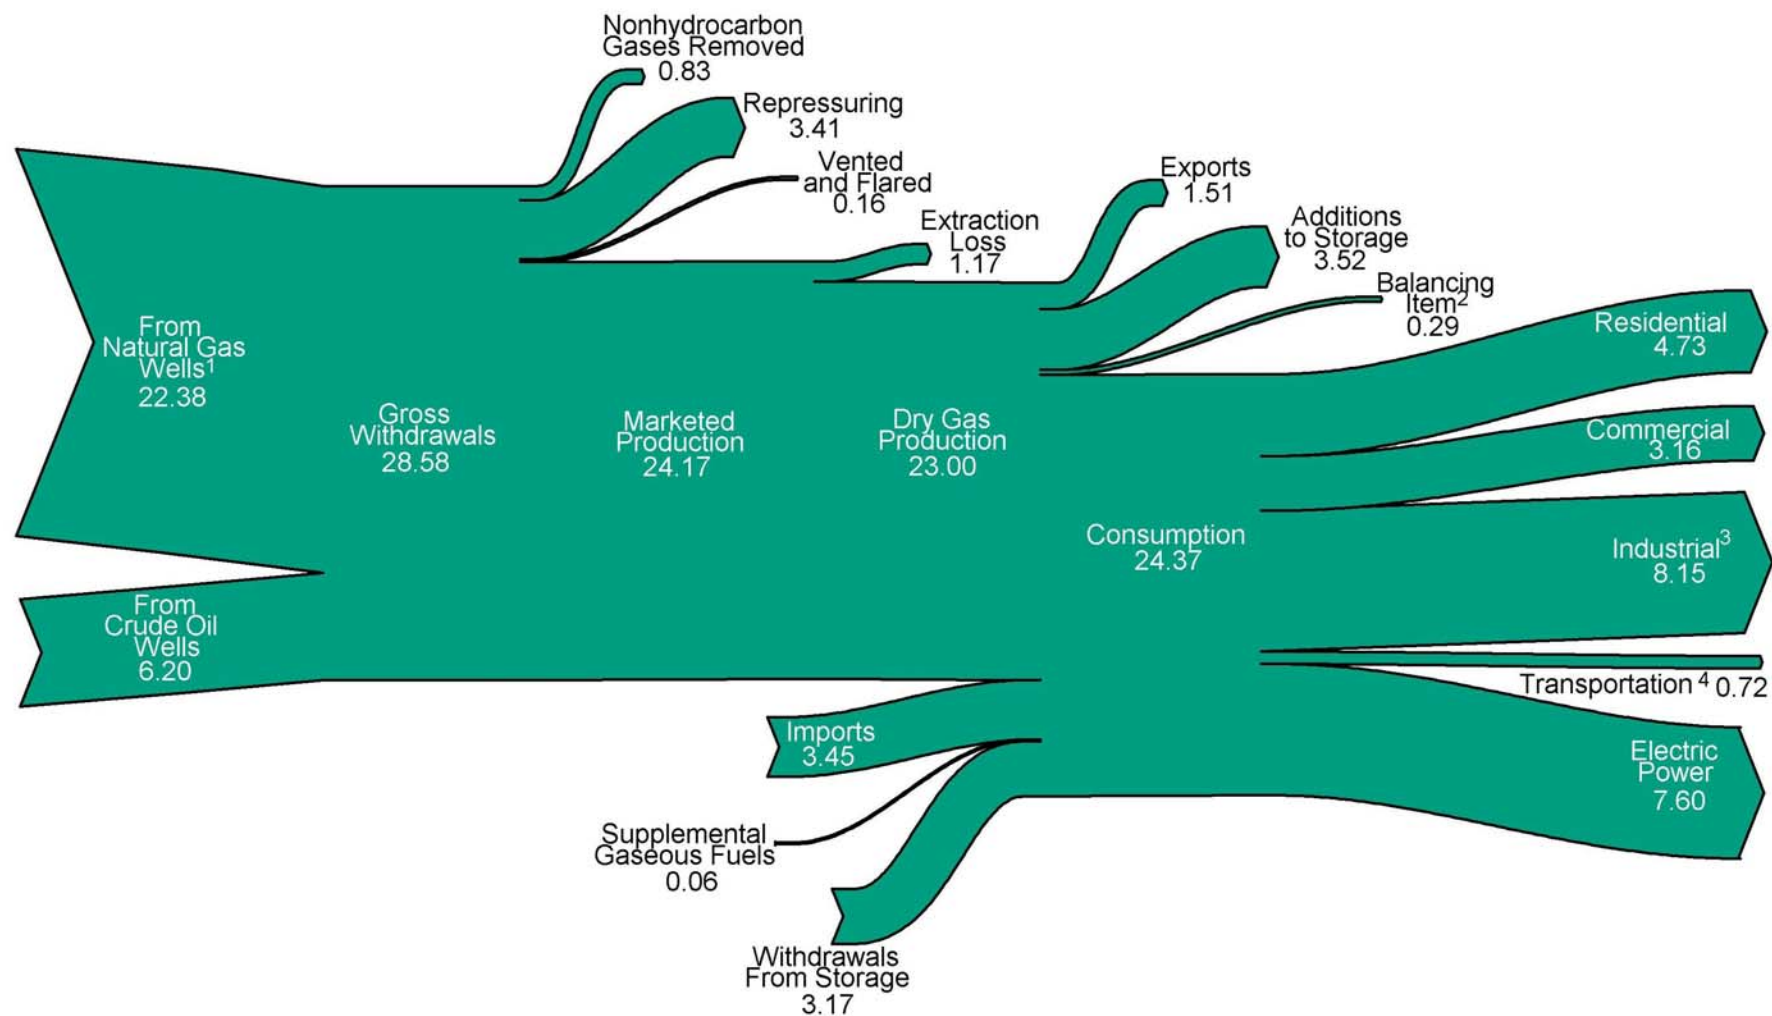 Nonhydrocarbon
Gases Removed
0.83
Repressuring
3.41
Vented
and Flared
0.16
Extraction
Loss
1.17
Exports
1.51
Additions
to Storage
3.52
Balancing
Item2
0.29
From
Natural Gas
Wells1
22.38
From
Crude Oil
Wells
6.20
Gross
Withdrawals
28.58
Marketed
Production
24.17
Dry Gas
Production
23.00
Consumption
24.37
Residential
4.73
Commercial
3.16
Industrial3
8.15
Transportation 4 0.72
Electric
Power
7.60
Imports
3.45
Supplemental
Gaseous Fuels
0.06
Withdrawals
From Storage
3.17